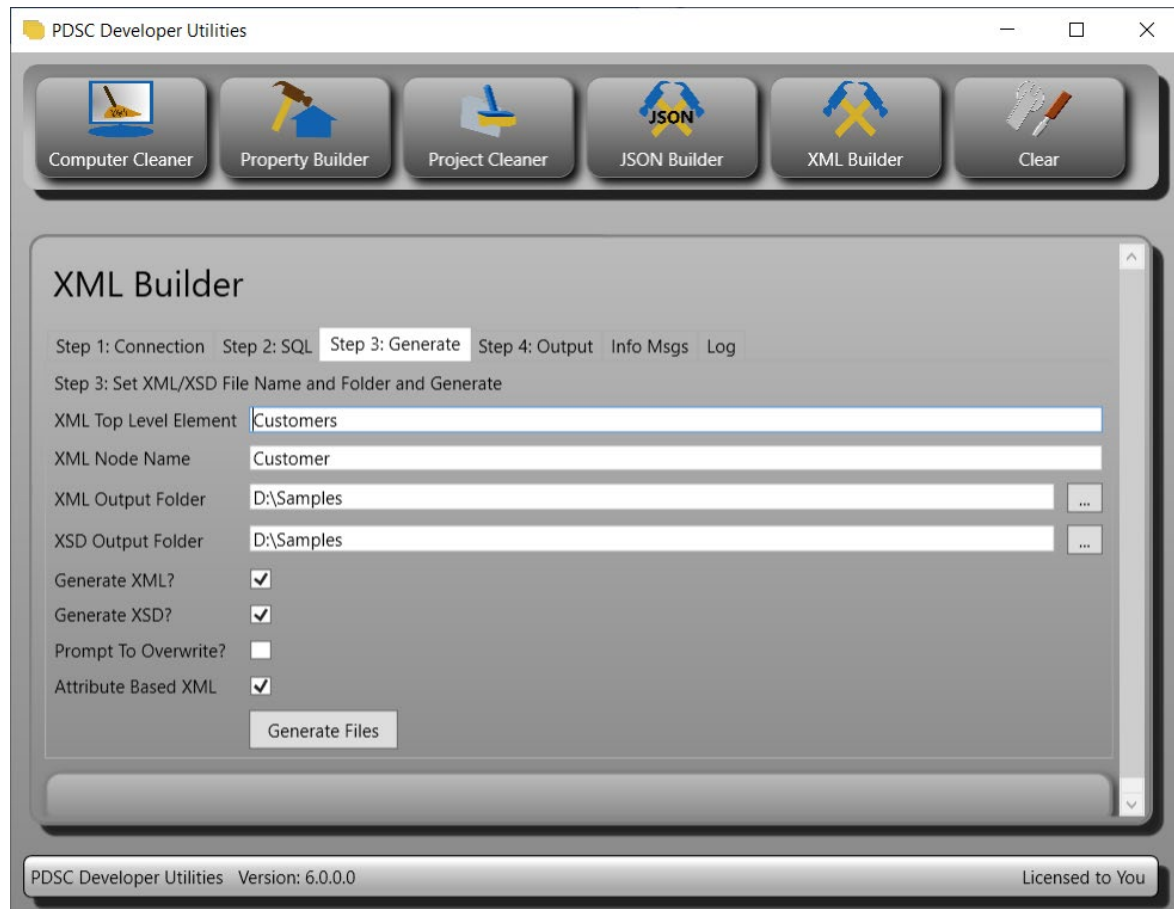 PDSC Developer Utilities
JSON
Computer Cleaner Property Builder Project Cleaner JSON Builder XML Builder Clear
XML Builder
Step 1: Connection Step 2: SQL Step 3: Generate Step 4: Output Info Msgs Log
Step 3: Set XML/XSD File Name and Folder and Generate
XML Top Level Element Customers
XML Node Name Customer
XML Output Folder D:\Samples ...
XSD Output Folder D:\Samples ...
Generate XML?
Generate XSD?
Prompt To Overwrite?
Attribute Based XML
Generate Files
PDSC Developer Utilities Version: 6.0.0.0 Licensed to You